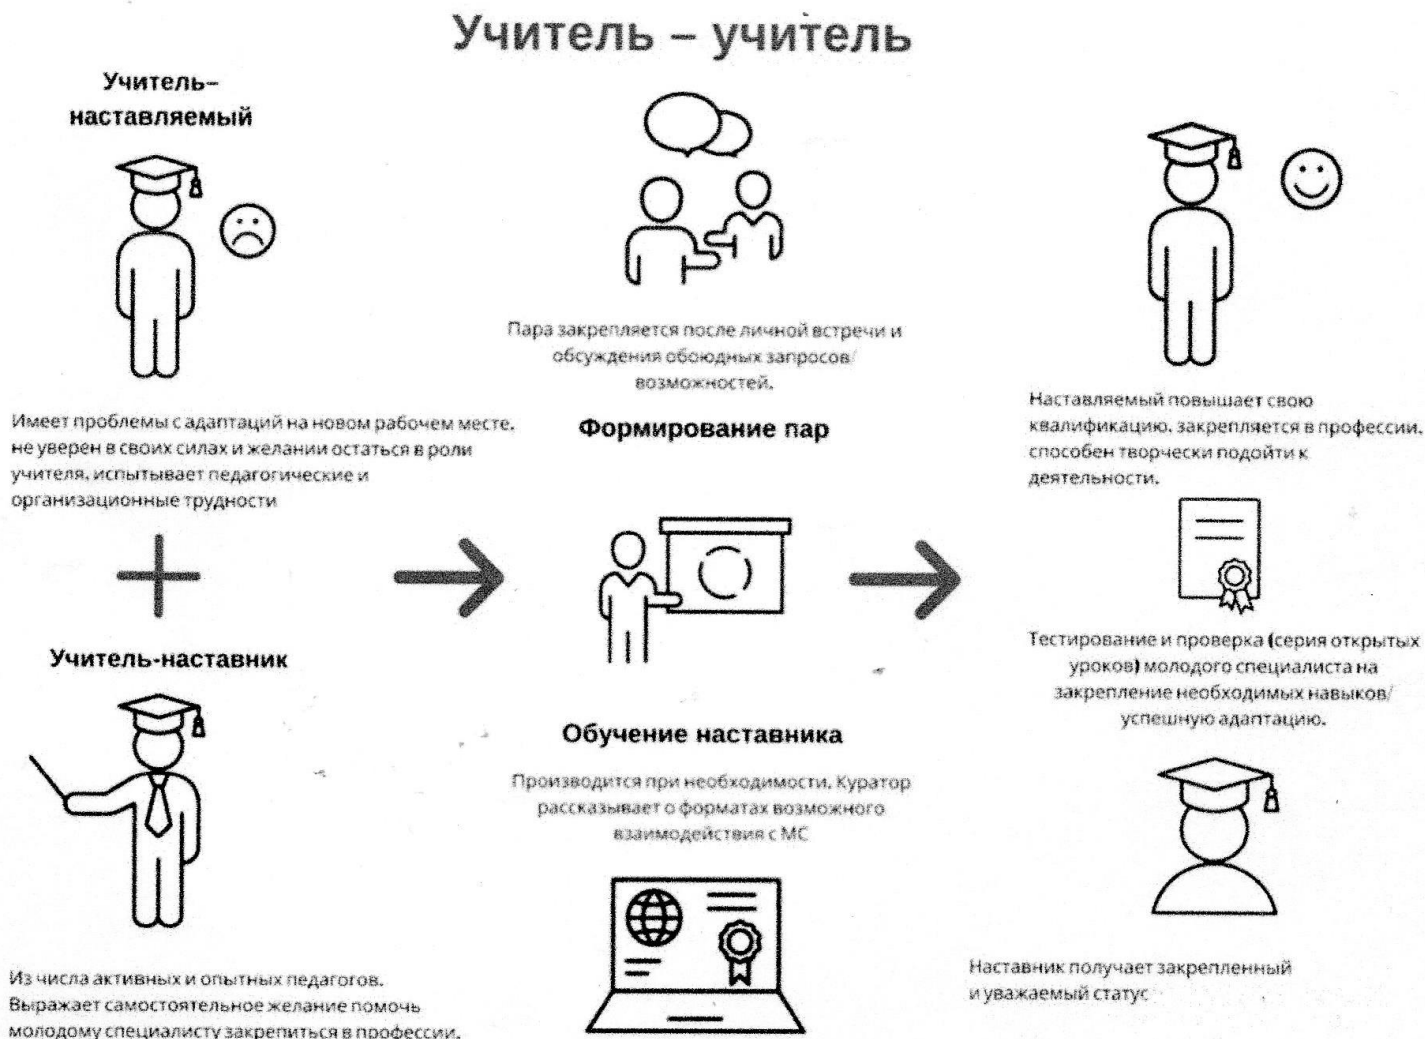 Учитель – учитель
Учитель–
наставляемый
Имеет проблемы с адаптаций на новом рабочем месте.
не уверен в своих силах и желании остаться в роли
учителя, испытывает педагогические и
организационные трудности
Учитель-наставник
Из числа активных и опытных педагогов.
Выражает самостоятельное желание помочь
молодому специалисту закрепиться в профессии.
Пара закрепляется после личной встречи и
обсуждения обоюдных запросов/
возможностей.
Формирование пар
Обучение наставника
Производится при необходимости. Куратор
рассказывает о форматах возможного
взаимодействия с МС
Наставляемый повышает свою
квалификацию, закрепляется в профессии,
способен творчески подойти к
деятельности.
Тестирование и проверка (серия открытых
уроков) молодого специалиста на
закрепление необходимых навыков/
успешную адаптацию.
Наставник получает закрепленный
и уважаемый статус